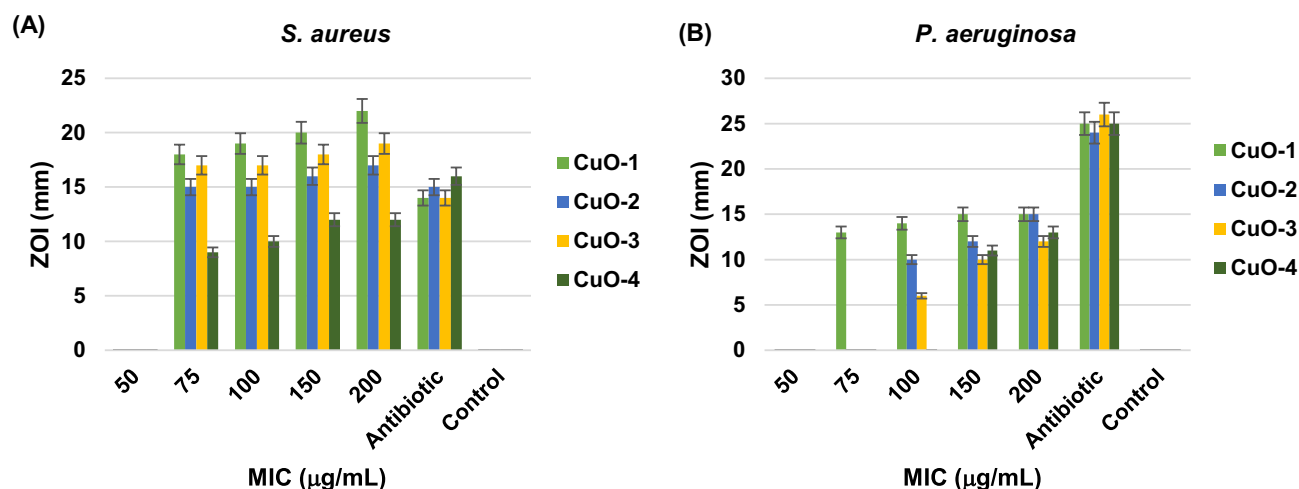 (A)
S. aureus
25
20
15
10
5
0
ZOI (mm)
50
75
100
150
200
Antibiotic
Control
MIC (µg/mL)
CuO-1
CuO-2
CuO-3
CuO-4
(B)
P. aeruginosa
30
25
20
15
10
5
0
ZOI (mm)
50
75
100
150
200
Antibiotic
Control
MIC (µg/mL)
CuO-1
CuO-2
CuO-3
CuO-4